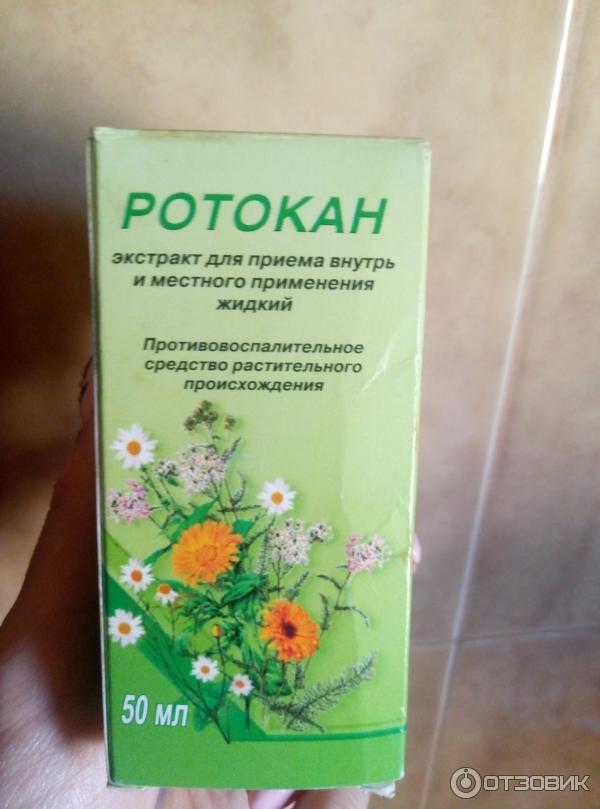 РОТОКАН
экстракт для приема внутрь
и местного применения
жидкий
Противовоспалительное
средство растительного
происхождения
50 мл
ОТЗОВИК